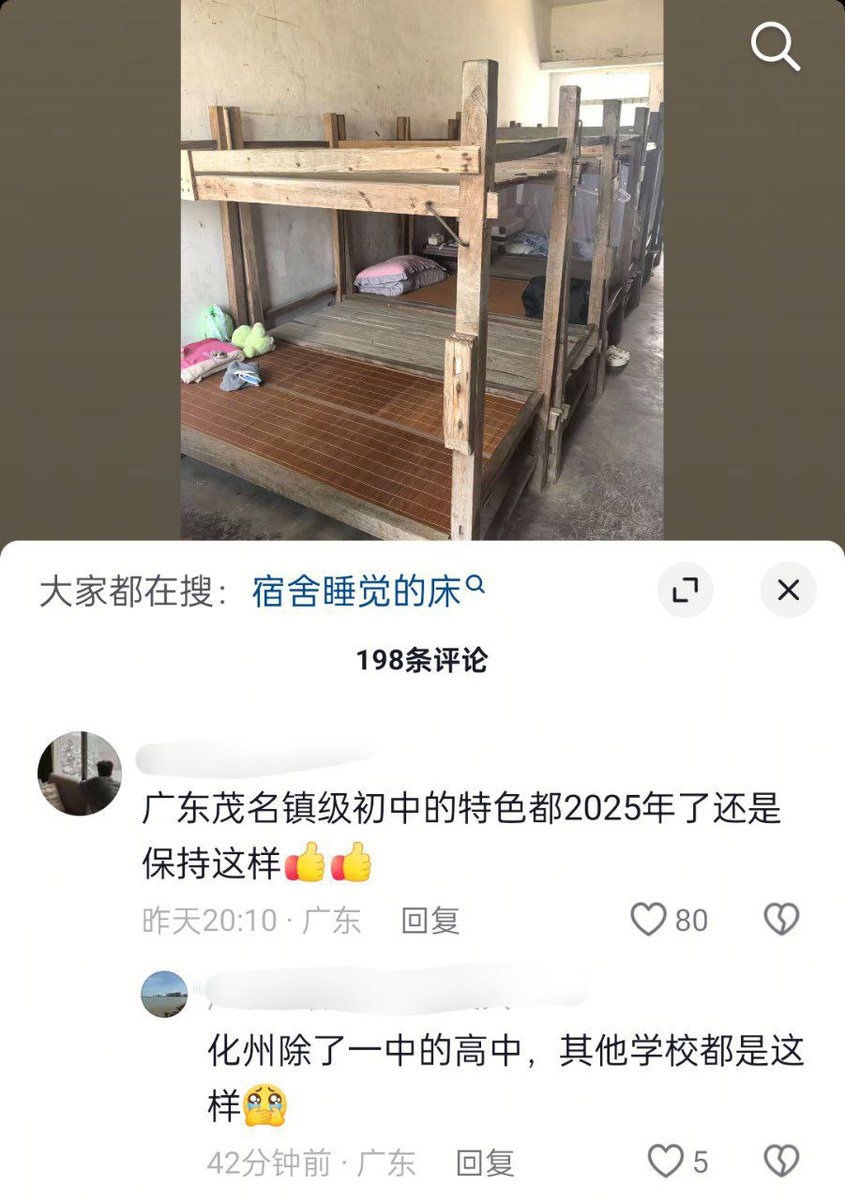 大家都在搜：宿舍睡觉的床
198条评论
广东茂名镇级初中的特色都2025年了还是
保持这样👍👍
昨天20:10 · 广东 回复 80
化州除了一中的高中，其他学校都是这
样🥹
42分钟前 · 广东 回复 5